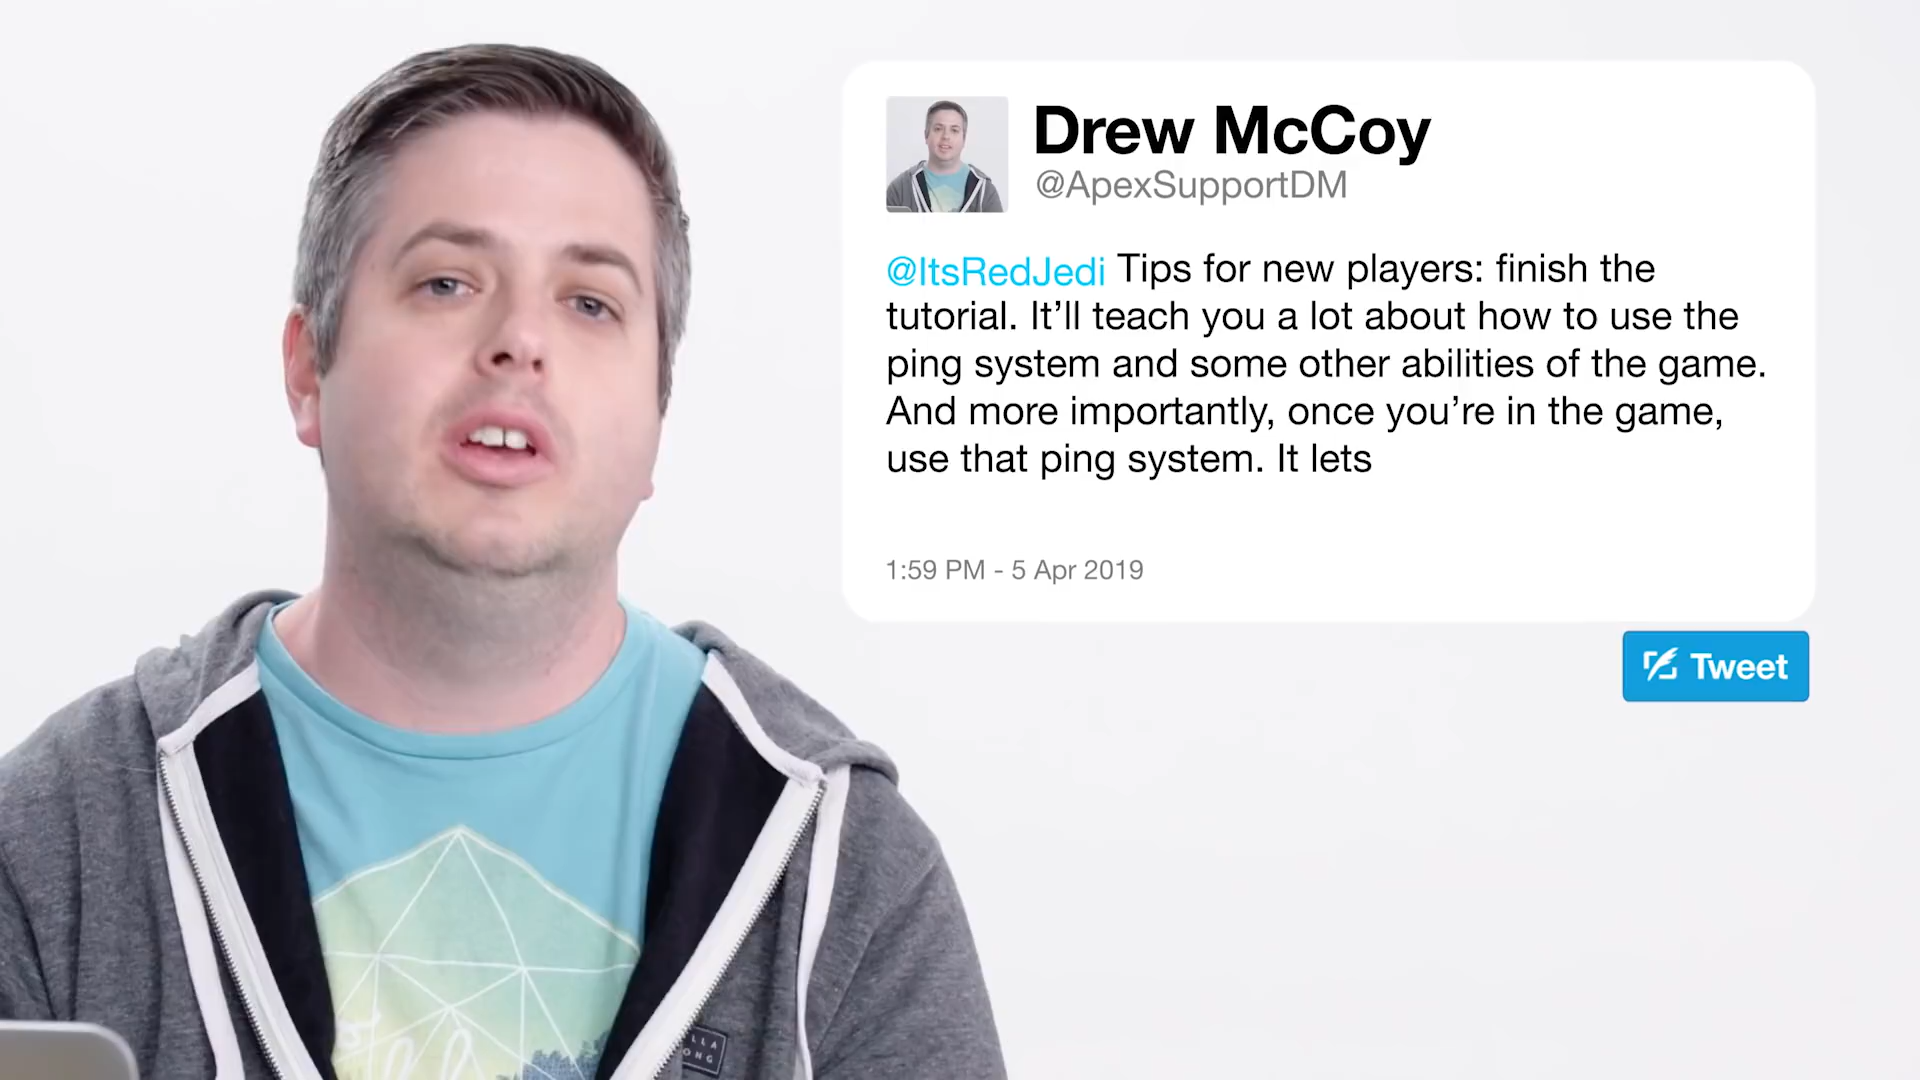 Drew McCoy
@ApexSupportDM
@ItsRedJedi Tips for new players: finish the
tutorial. It’ll teach you a lot about how to use the
ping system and some other abilities of the game.
And more importantly, once you’re in the game,
use that ping system. It lets
1:59 PM - 5 Apr 2019
Tweet